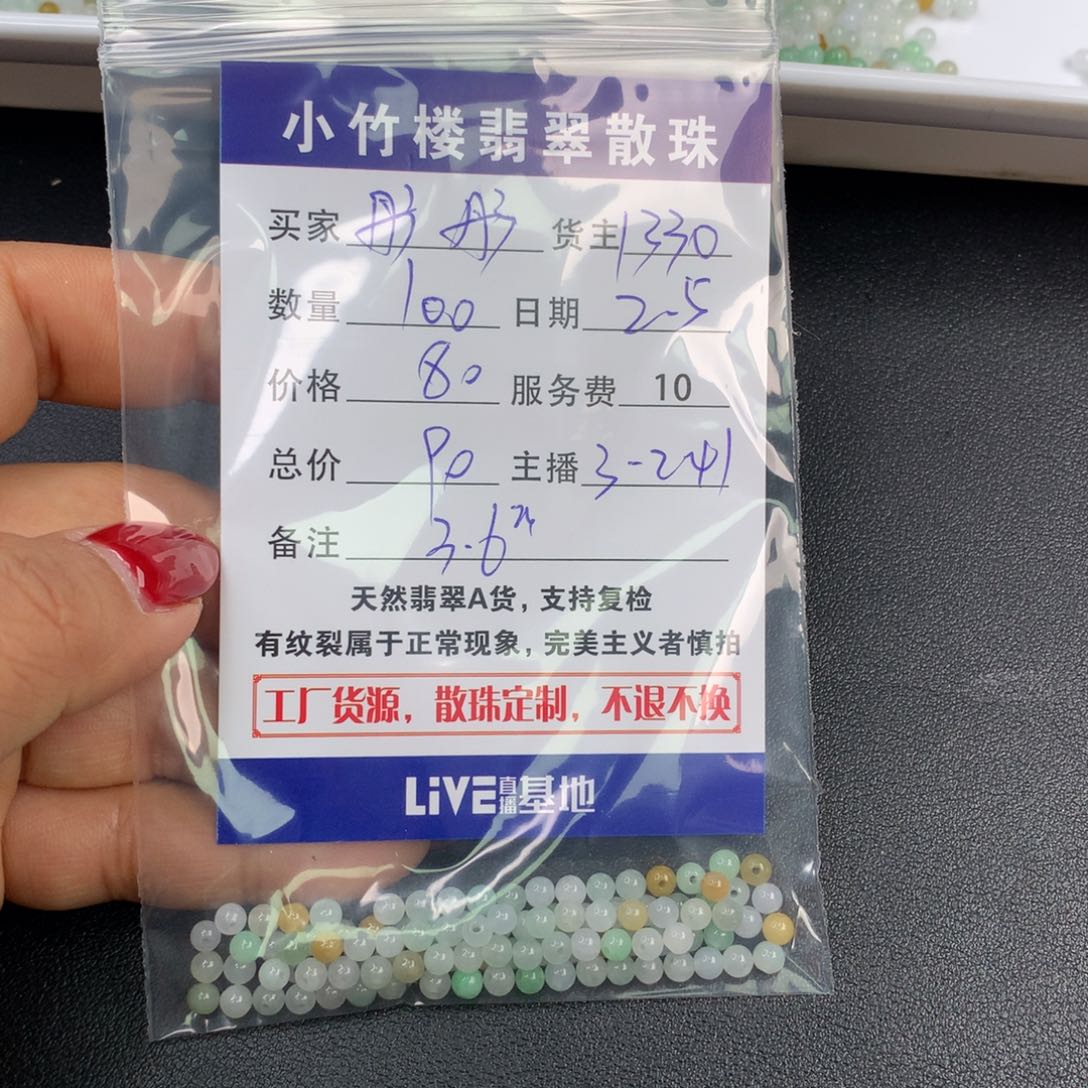 小竹楼翡翠散珠
买家 彤彤 货主 1330
数量 100 日期 2-5
价格 80 服务费 10
总价 90 主播 3-241
备注 3.6
天然翡翠A货，支持复检
有纹裂属于正常现象，完美主义者慎拍
工厂货源，散珠定制，不退不换
LiVE直播基地